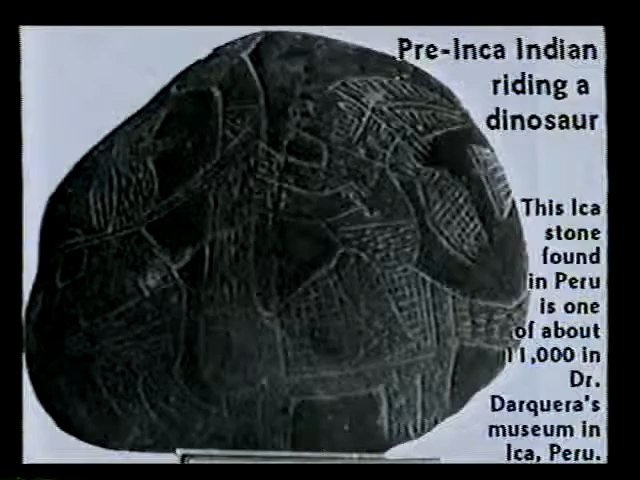 Pre-Inca Indian
riding a
dinosaur
This Ica
stone
found
in Peru
is one
of about
11,000 in
Dr.
Darquera's
museum in
Ica, Peru.